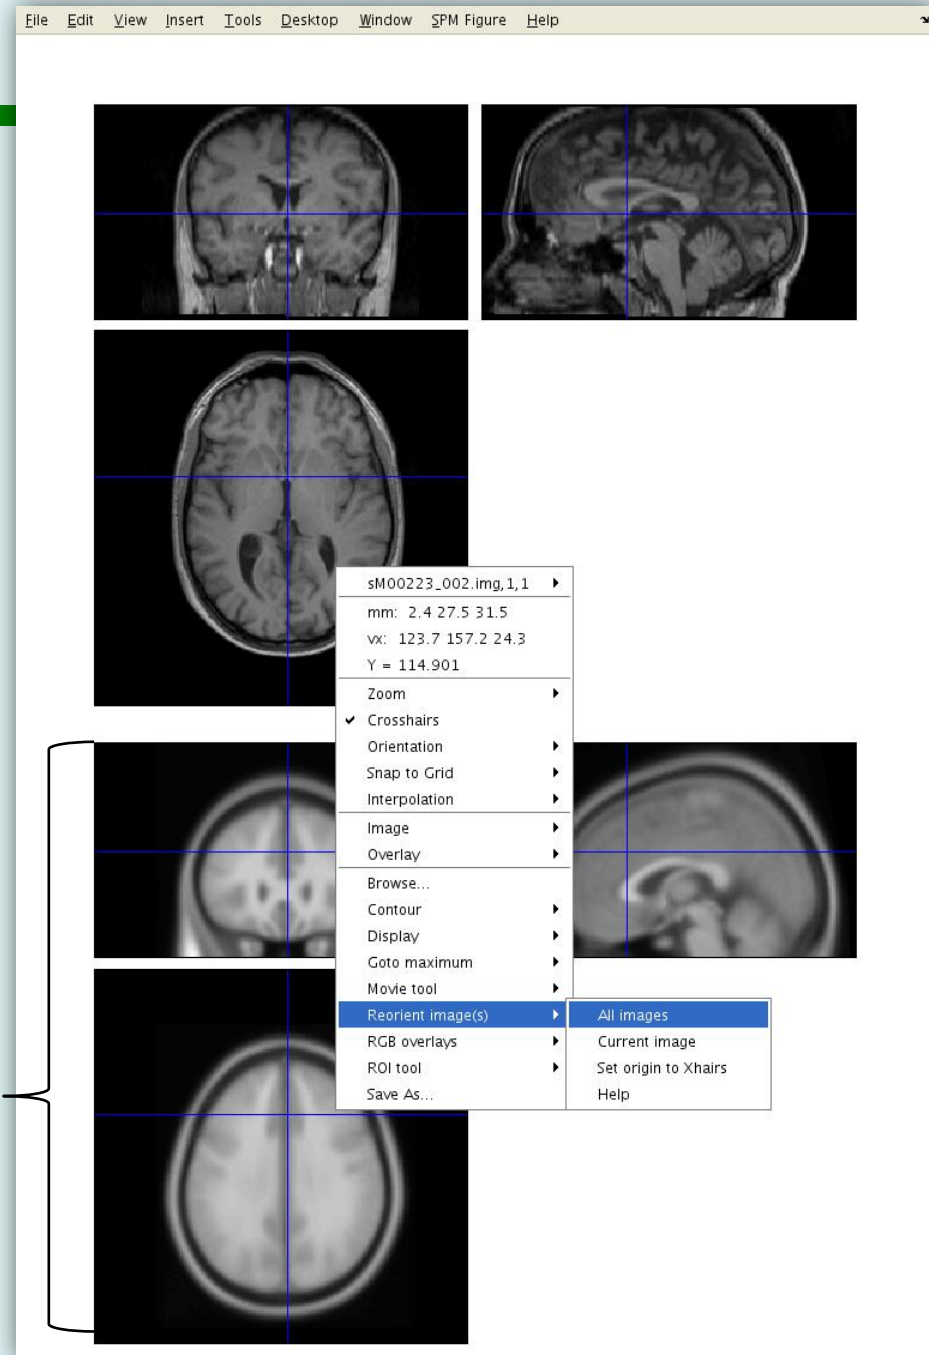 File Edit View Insert Tools Desktop Window SPM Figure Help
sM00223_002.img,1,1
mm: 2.4 27.5 31.5
vx: 123.7 157.2 24.3
Y = 114.901
Zoom
Crosshairs
Orientation
Snap to Grid
Interpolation
Image
Overlay
Browse...
Contour
Display
Goto maximum
Movie tool
Reorient image(s)
RGB overlays
ROI tool
Save As...
All images
Current image
Set origin to Xhairs
Help